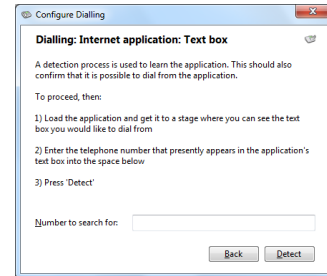 Configure Dialling
Dialling: Internet application: Text box
A detection process is used to learn the application. This should also
confirm that it is possible to dial from the application.
To proceed, then:
1) Load the application and get it to a stage where you can see the text
box you would like to dial from
2) Enter the telephone number that presently appears in the application's
text box into the space below
3) Press 'Detect'
Number to search for:
Back Detect